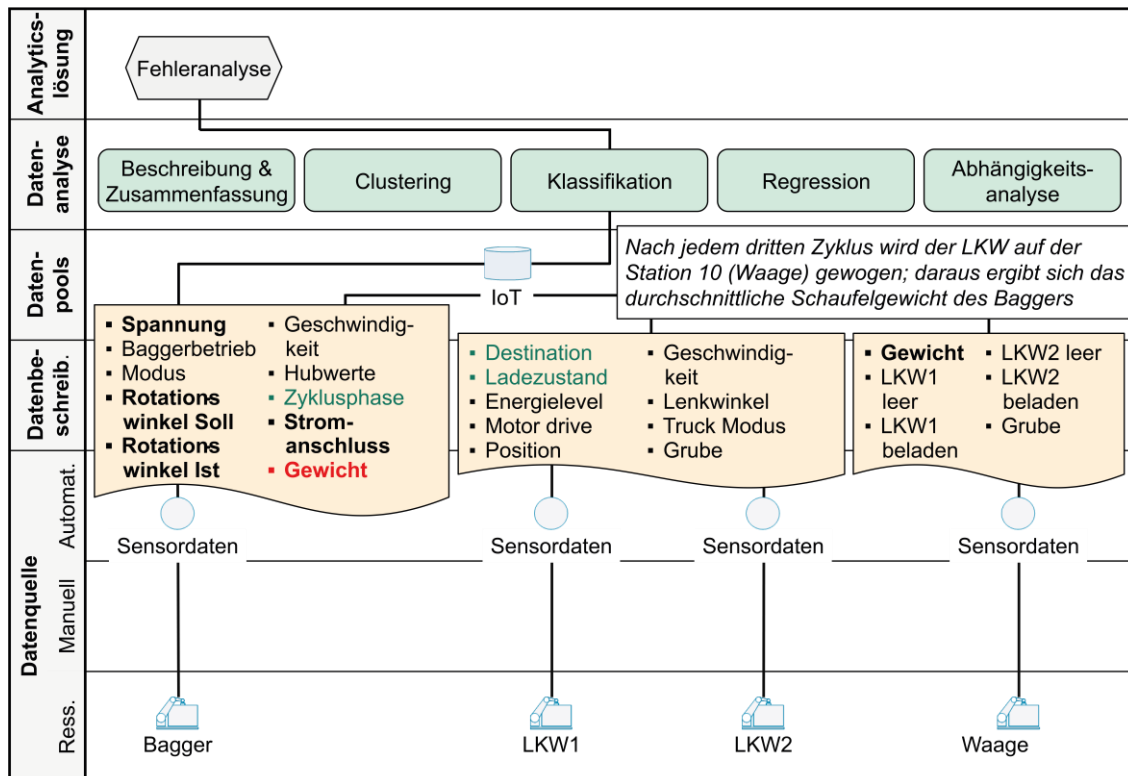 Analytics-
lösung
Fehleranalyse
Daten-
analyse
Beschreibung &
Zusammenfassung
Clustering
Klassifikation
Regression
Abhängigkeits-
analyse
Daten-
pools
IoT
Nach jedem dritten Zyklus wird der LKW auf der
Station 10 (Waage) gewogen; daraus ergibt sich das
durchschnittliche Schaufelgewicht des Baggers
Datenbe-
schreib.
▪ Spannung
▪ Baggerbetrieb
▪ Modus
▪ Rotations-
winkel Soll
▪ Rotations-
winkel Ist
▪ Geschwindig-
keit
▪ Hubwerte
▪ Zyklusphase
▪ Strom-
anschluss
▪ Gewicht
▪ Destination
▪ Ladezustand
▪ Energielevel
▪ Motor drive
▪ Position
▪ Geschwindig-
keit
▪ Lenkwinkel
▪ Truck Modus
▪ Grube
▪ Gewicht
▪ LKW1
leer
▪ LKW1
beladen
▪ LKW2 leer
▪ LKW2
beladen
▪ Grube
Datenquelle
Automat.
Sensordaten
Sensordaten
Sensordaten
Sensordaten
Manuell
Ress.
Bagger
LKW1
LKW2
Waage